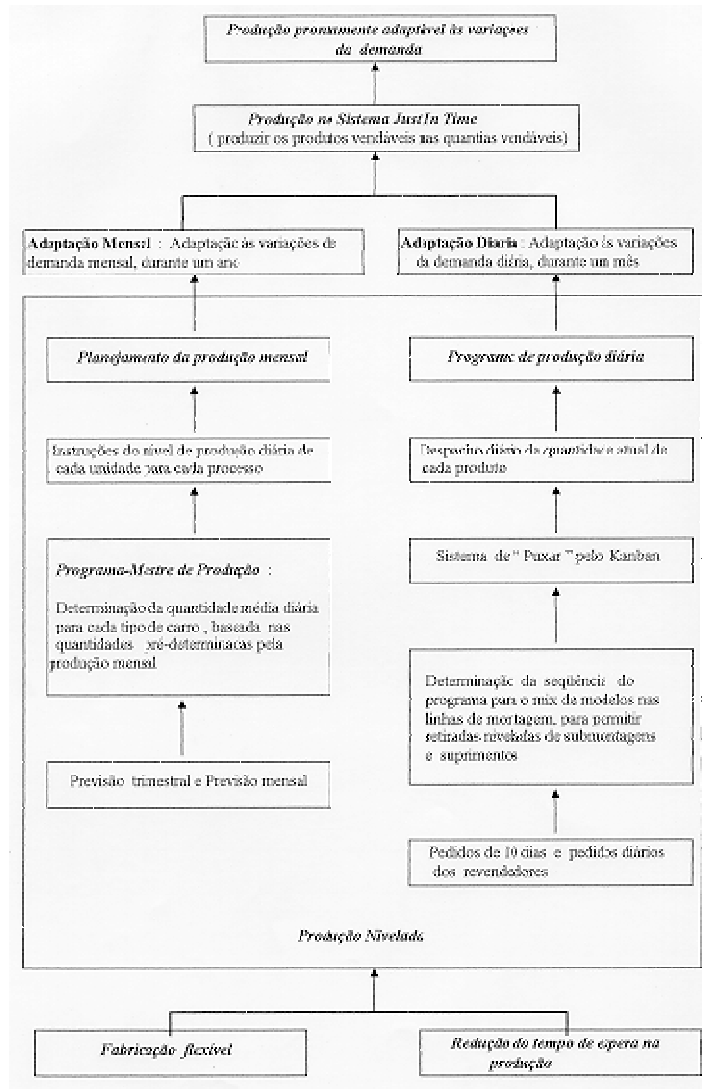 Produção prontamente adaptável às variações
da demanda
Produção no Sistema JustIn Time
( produzir os produtos vendáveis nas quantias vendáveis)
Adaptação Mensal : Adaptação às variações de
demanda mensal, durante um ano
Adaptação Diaria : Adaptação às variações
da demanda diária, durante um mês
Planejamento da produção mensal
Instruções do nível de produção diária de
cada unidade para cada processo
Programa-Mestre de Produção :
Determinação da quantidade média diária
para cada tipo de carro , baseada nas
quantidades pré-determinacas pela
produção mensal
Previsão trimestral e Previsão mensal
Programa de produção diária
Despacho diário da quantidade atual de
cada produto
Sistema de " Puxar " pelo Kanban
Determinação da seqüência do
programa para o mix de modelos nas
linhas de montagem, para permitir
retiradas niveladas de submontagens
e suprimentos
Pedidos de 10 dias e pedidos diários
dos revendedores
Produção Nivelada
Fabricação flexível
Redução do tempo de espera na
produção